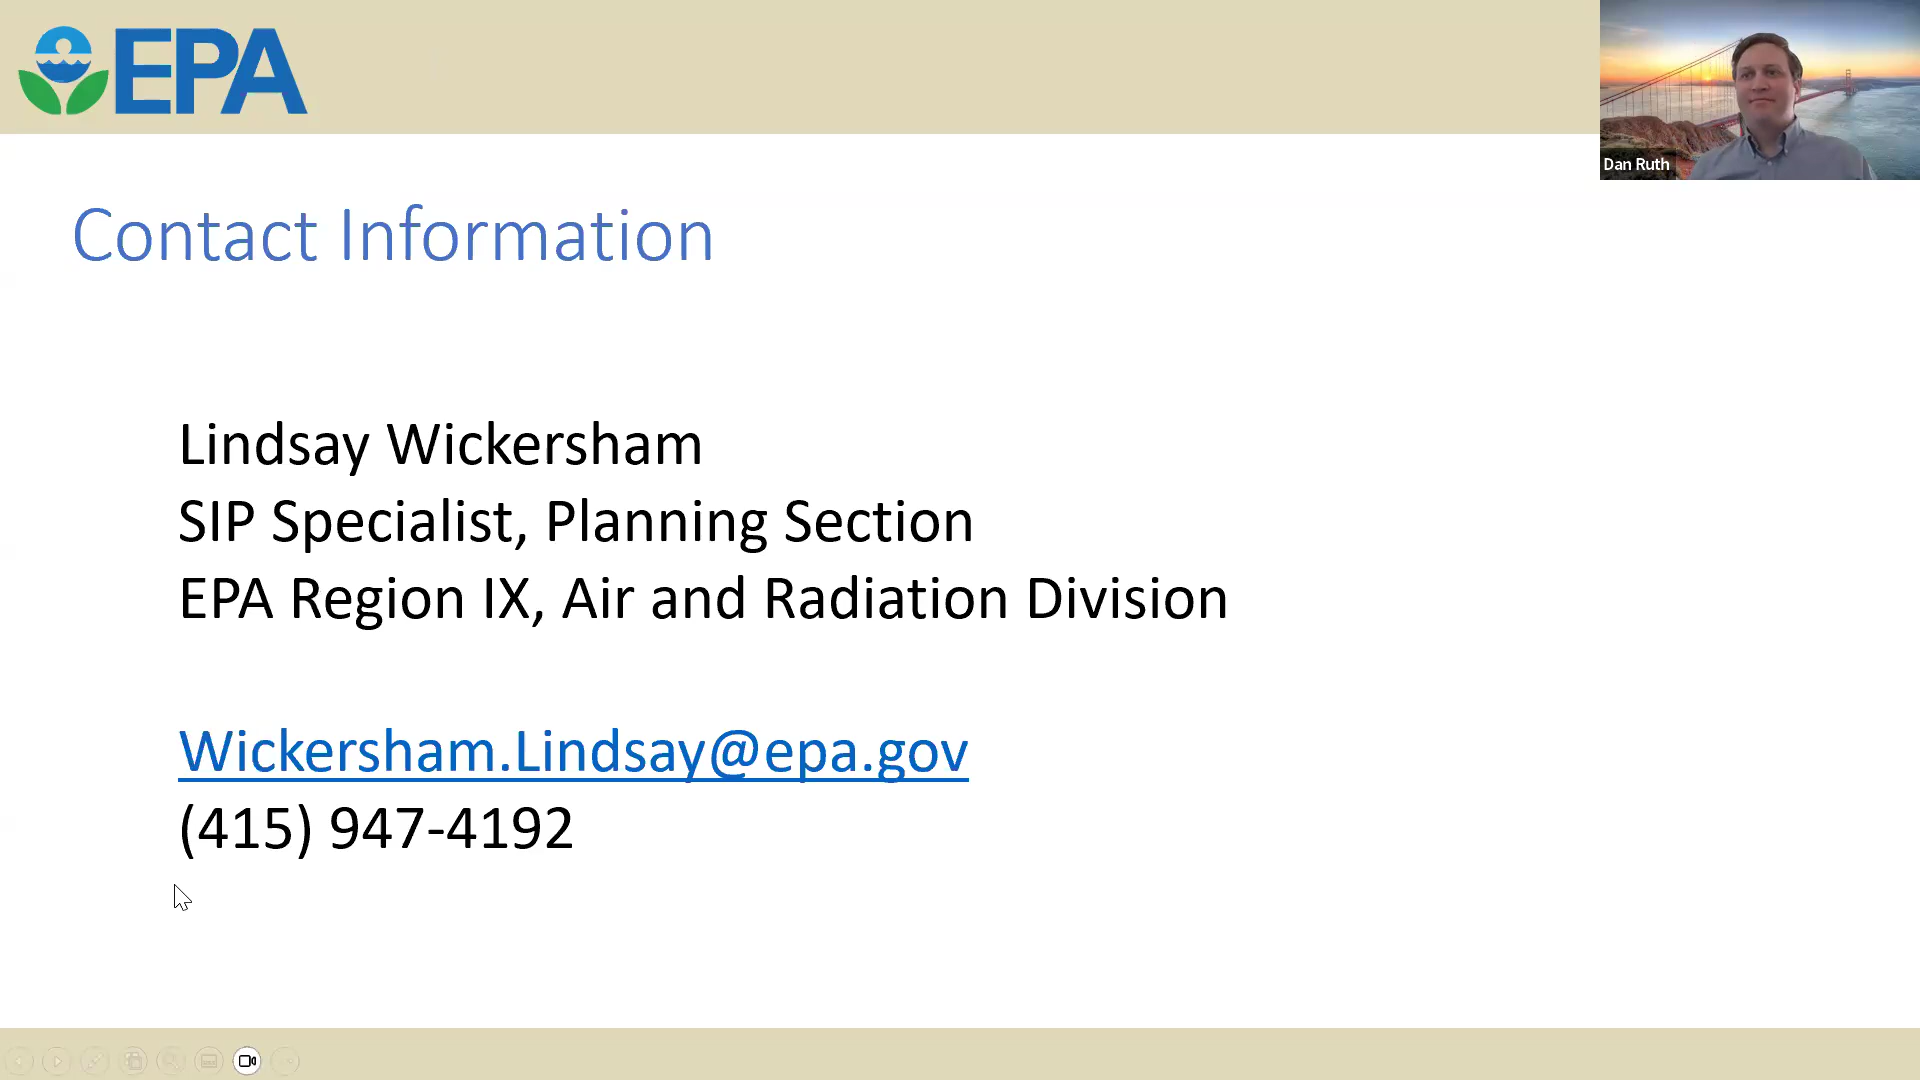 EPA
Dan Ruth
Contact Information
Lindsay Wickersham
SIP Specialist, Planning Section
EPA Region IX, Air and Radiation Division
Wickersham.Lindsay@epa.gov
(415) 947-4192